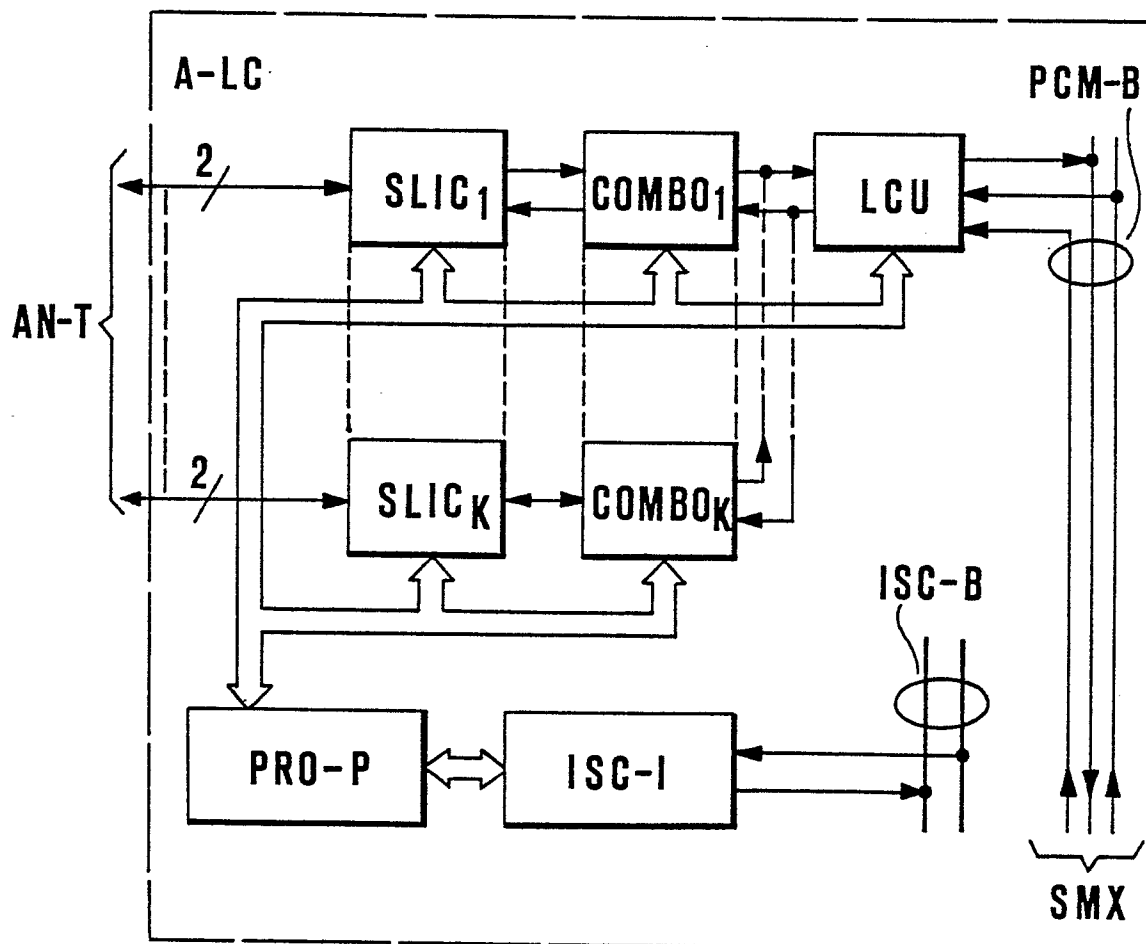 A-LC
PCM-B
2
SLIC1
COMBO1
LCU
AN-T
2
SLICK
COMBOK
ISC-B
PRO-P
ISC-I
SMX